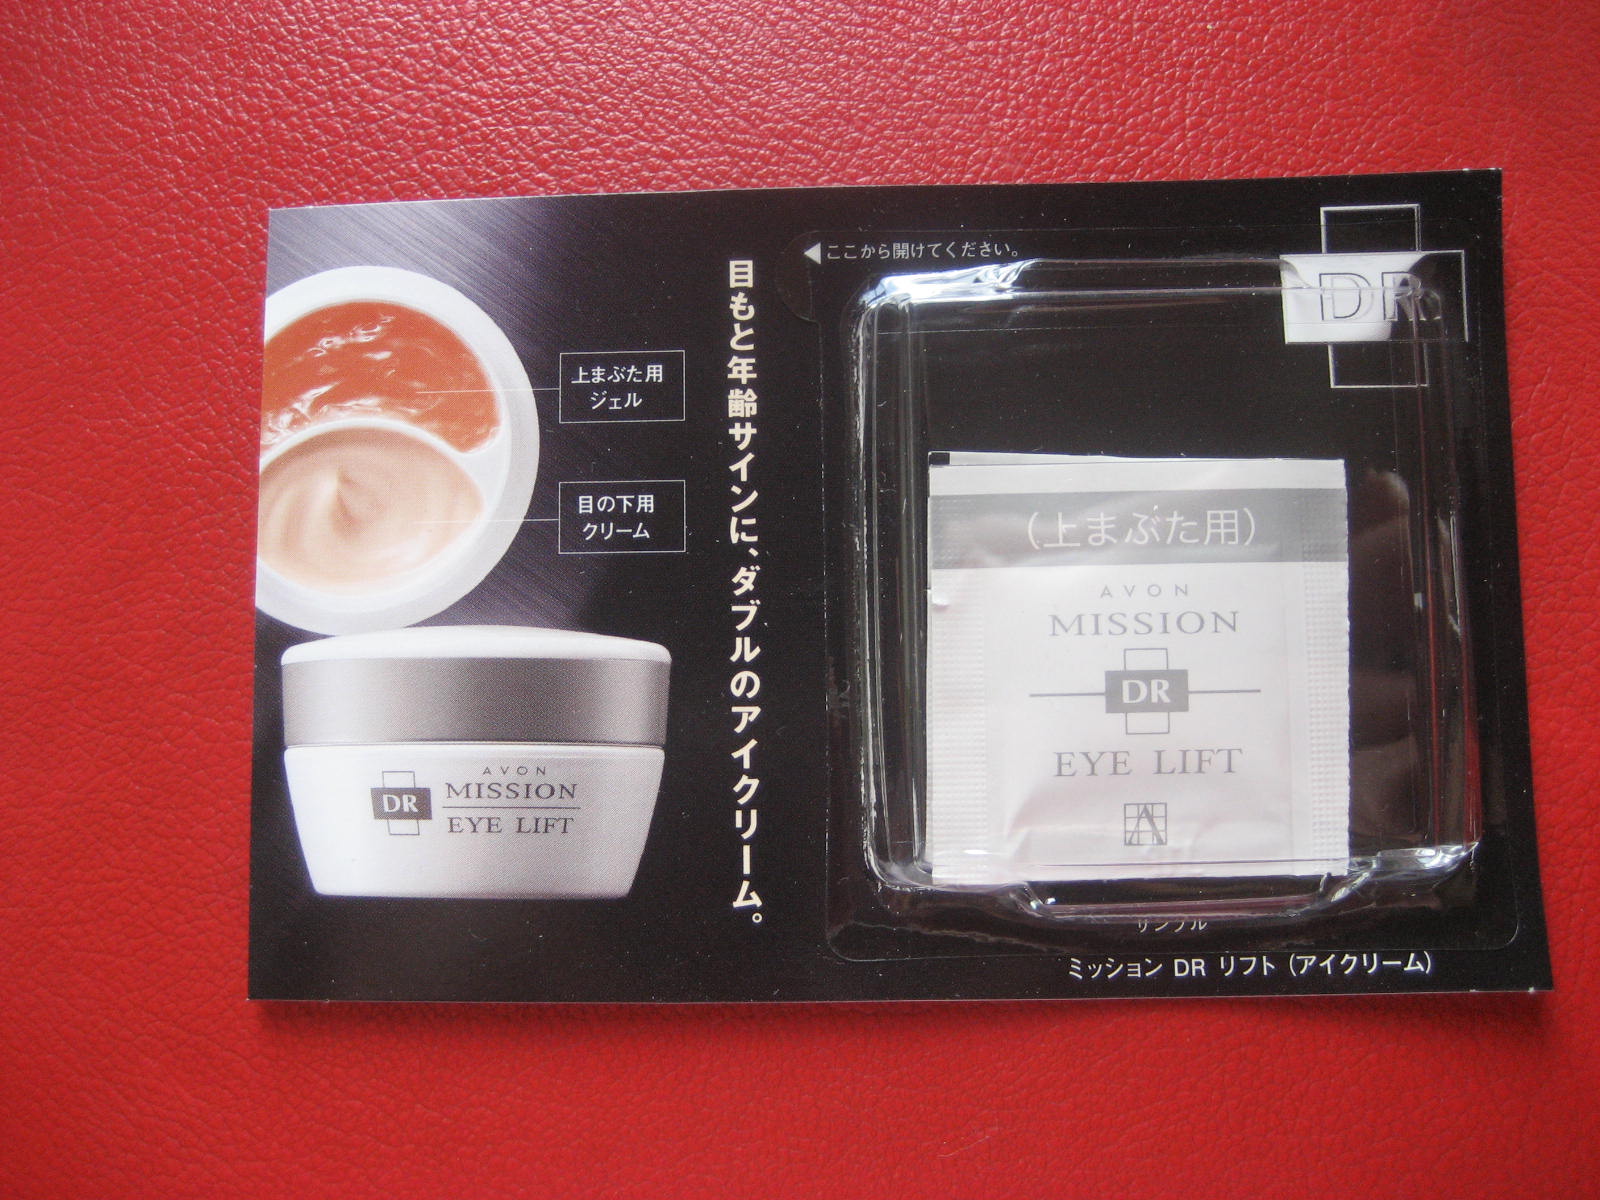 上まぶた用
ジェル
目の下用
クリーム
AVON
DR
MISSION
EYE LIFT
目もと年齢サインに、ダブルのアイクリーム。
◀ここから開けてください。
DR
(上まぶた用)
AVON
MISSION
DR
EYE LIFT
A
サンプル
ミッション DR リフト (アイクリーム)